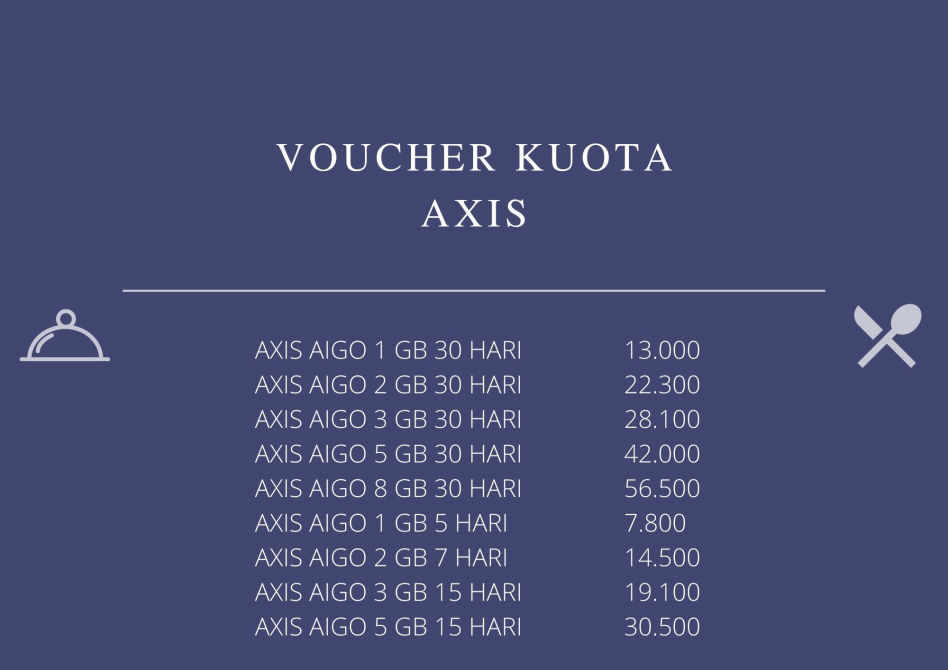 VOUCHER KUOTA
AXIS
AXIS AIGO 1 GB 30 HARI 13.000
AXIS AIGO 2 GB 30 HARI 22.300
AXIS AIGO 3 GB 30 HARI 28.100
AXIS AIGO 5 GB 30 HARI 42.000
AXIS AIGO 8 GB 30 HARI 56.500
AXIS AIGO 1 GB 5 HARI 7.800
AXIS AIGO 2 GB 7 HARI 14.500
AXIS AIGO 3 GB 15 HARI 19.100
AXIS AIGO 5 GB 15 HARI 30.500